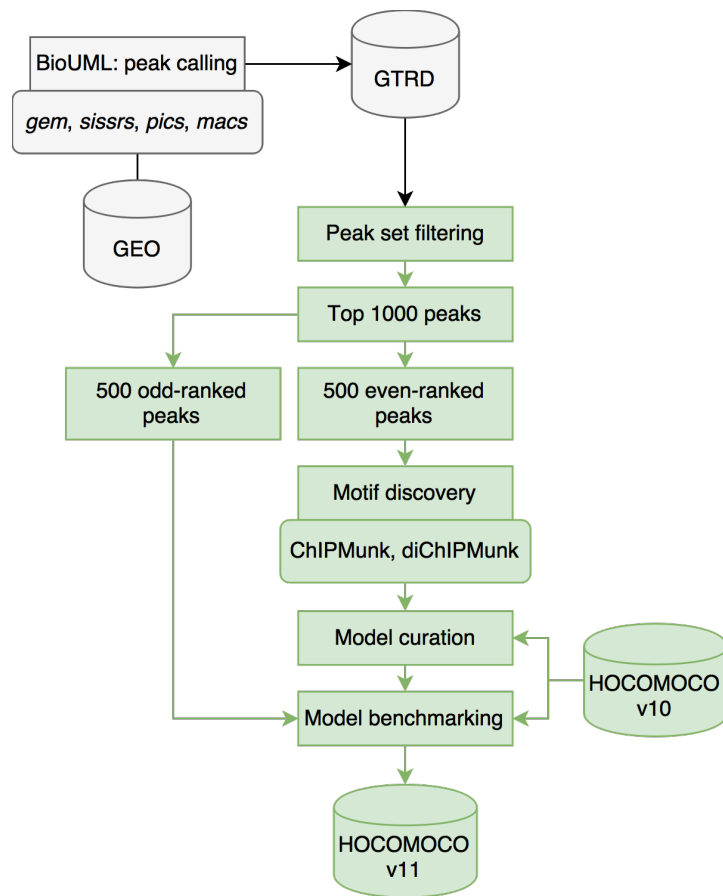 BioUML: peak calling
GTRD
gem, sissrs, pics, macs
GEO
Peak set filtering
Top 1000 peaks
500 odd-ranked
peaks
500 even-ranked
peaks
Motif discovery
ChIPMunk, diChIPMunk
Model curation
HOCOMOCO
v10
Model benchmarking
HOCOMOCO
v11